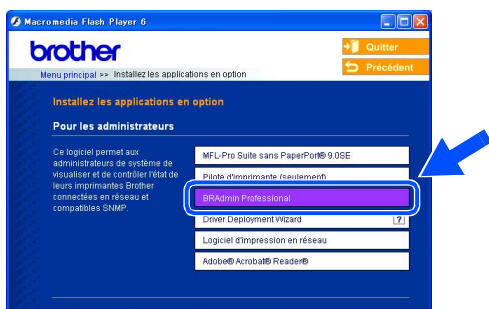 Macromedia Flash Player 6
brother
Quitter
Précédent
Menu principal >> Installez les applications en option
Installez les applications en option
Pour les administrateurs
Ce logiciel permet aux
administrateurs de système de
visualiser et de contrôler l'état de
leurs imprimantes Brother
connectées en réseau et
compatibles SNMP.
MFL-Pro Suite sans PaperPort® 9.0SE
Pilote d'imprimante (seulement)
BRAdmin Professional
Driver Deployment Wizard
?
Logiciel d'impression en réseau
Adobe® Acrobat® Reader®